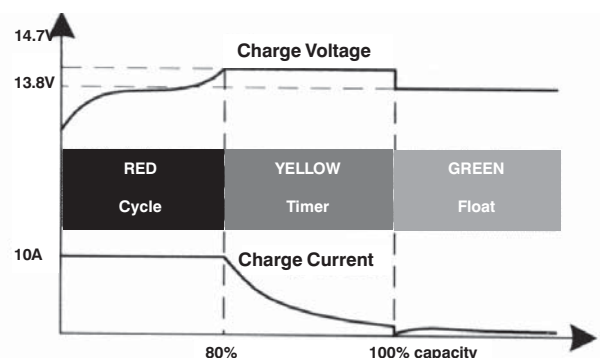 14.7V
Charge Voltage
13.8V
RED
YELLOW
GREEN
Cycle
Timer
Float
10A
Charge Current
80%
100% capacity